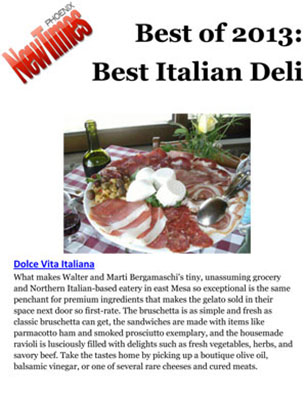 PHOENIX
NewTimes
Best of 2013:
Best Italian Deli
Dolce Vita Italiana
What makes Walter and Marti Bergamaschi's tiny, unassuming grocery
and Northern Italian-based eatery in east Mesa so exceptional is the same
penchant for premium ingredients that makes the gelato sold in their
space next door so first-rate. The bruschetta is as simple and fresh as
classic bruschetta can get, the sandwiches are made with items like
parmacotto ham and smoked prosciutto exemplary, and the housemade
ravioli is lusciously filled with delights such as fresh vegetables, herbs, and
savory beef. Take the tastes home by picking up a boutique olive oil,
balsamic vinegar, or one of several rare cheeses and cured meats.